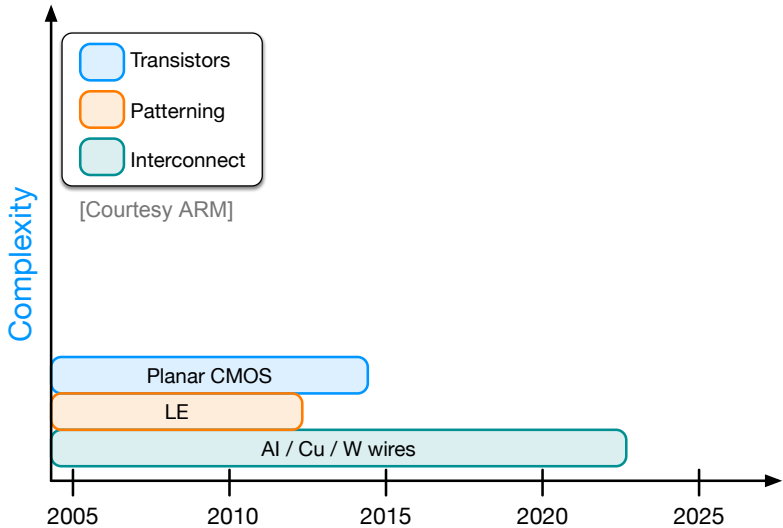 Transistors
Patterning
Interconnect
[Courtesy ARM]
Complexity
Planar CMOS
LE
Al / Cu / W wires
2005
2010
2015
2020
2025